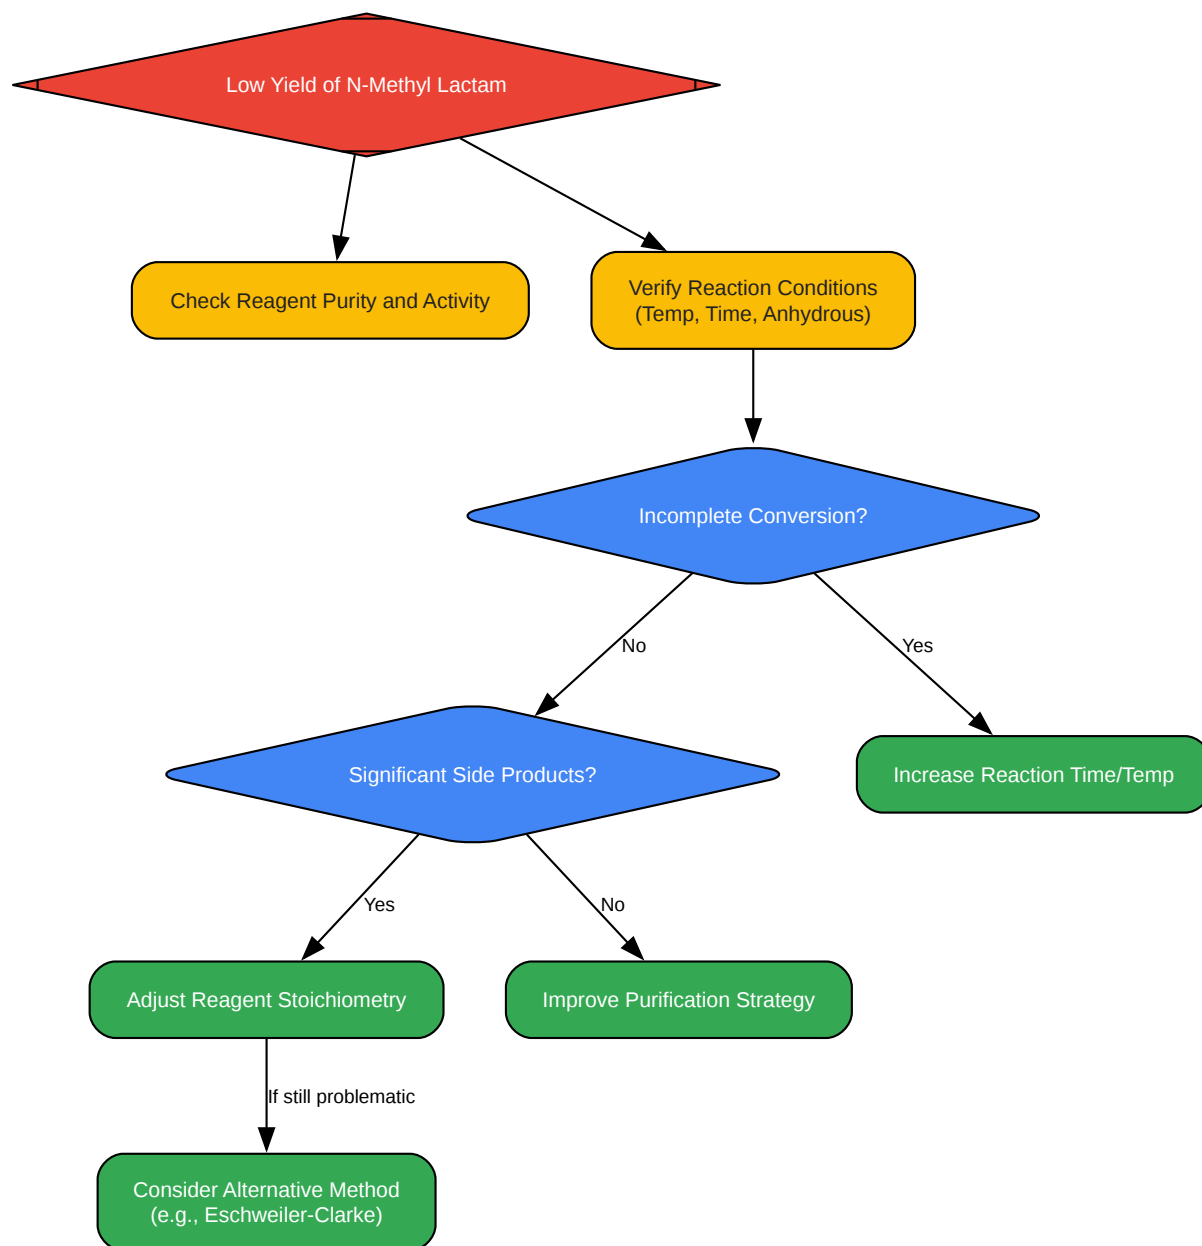 Low Yield of N-Methyl Lactam
Check Reagent Purity and Activity
Verify Reaction Conditions
(Temp, Time, Anhydrous)
Incomplete Conversion?
No
Yes
Significant Side Products?
Increase Reaction Time/Temp
Yes
No
Adjust Reagent Stoichiometry
Improve Purification Strategy
If still problematic
Consider Alternative Method
(e.g., Eschweiler-Clarke)